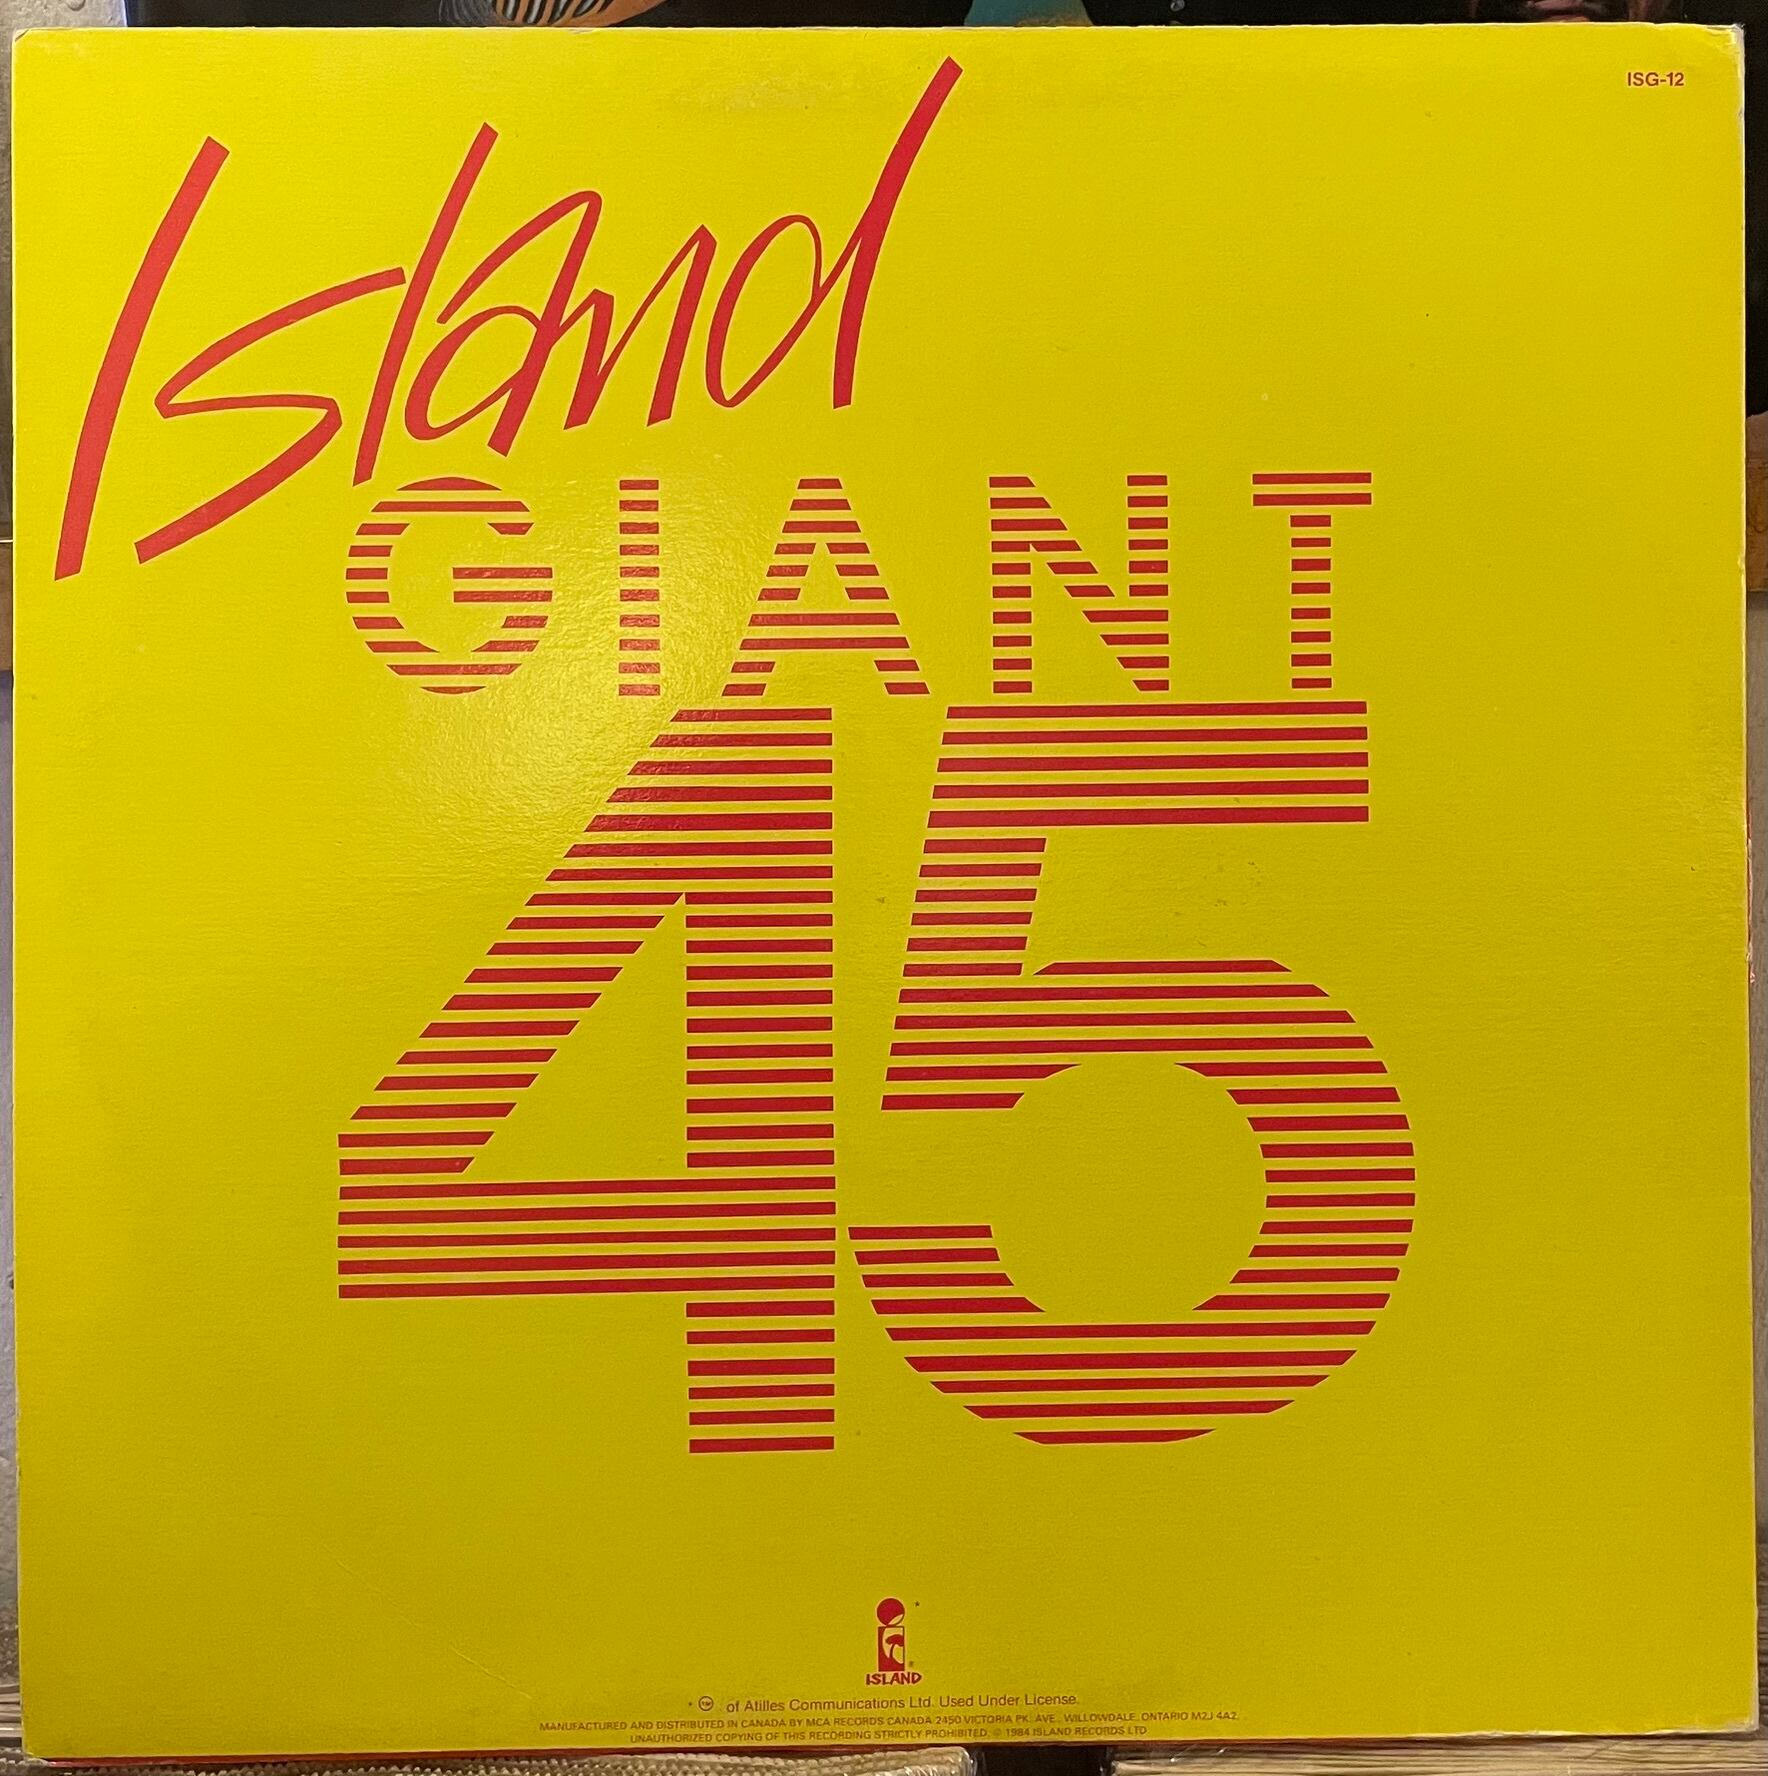 ISG-12
Island
GIANT
45
ISLAND
* ™ of Atilles Communications Ltd. Used Under License.
MANUFACTURED AND DISTRIBUTED IN CANADA BY MCA RECORDS CANADA 2450 VICTORIA PK. AVE., WILLOWDALE, ONTARIO M2J 4A2.
UNAUTHORIZED COPYING OF THIS RECORDING STRICTLY PROHIBITED. © 1984 ISLAND RECORDS LTD